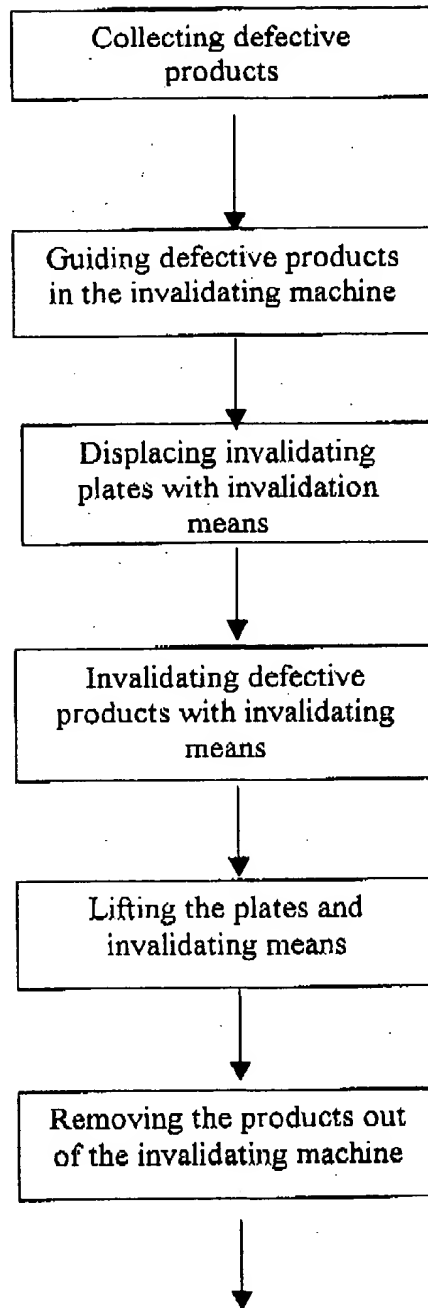 Collecting defective
products
Guiding defective products
in the invalidating machine
Displacing invalidating
plates with invalidation
means
Invalidating defective
products with invalidating
means
Lifting the plates and
invalidating means
Removing the products out
of the invalidating machine